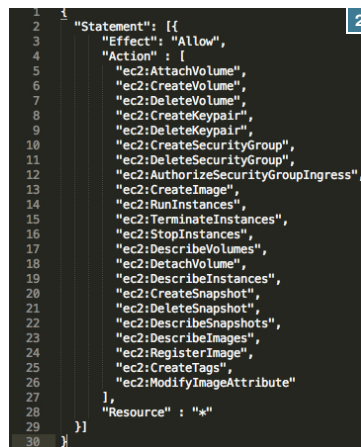 2
1 {
2 "Statement": [{
3 "Effect": "Allow",
4 "Action" : [
5 "ec2:AttachVolume",
6 "ec2:CreateVolume",
7 "ec2:DeleteVolume",
8 "ec2:CreateKeypair",
9 "ec2:DeleteKeypair",
10 "ec2:CreateSecurityGroup",
11 "ec2:DeleteSecurityGroup",
12 "ec2:AuthorizeSecurityGroupIngress",
13 "ec2:CreateImage",
14 "ec2:RunInstances",
15 "ec2:TerminateInstances",
16 "ec2:StopInstances",
17 "ec2:DescribeVolumes",
18 "ec2:DetachVolume",
19 "ec2:DescribeInstances",
20 "ec2:CreateSnapshot",
21 "ec2:DeleteSnapshot",
22 "ec2:DescribeSnapshots",
23 "ec2:DescribeImages",
24 "ec2:RegisterImage",
25 "ec2:CreateTags",
26 "ec2:ModifyImageAttribute"
27 ],
28 "Resource" : "*"
29 }]
30 }